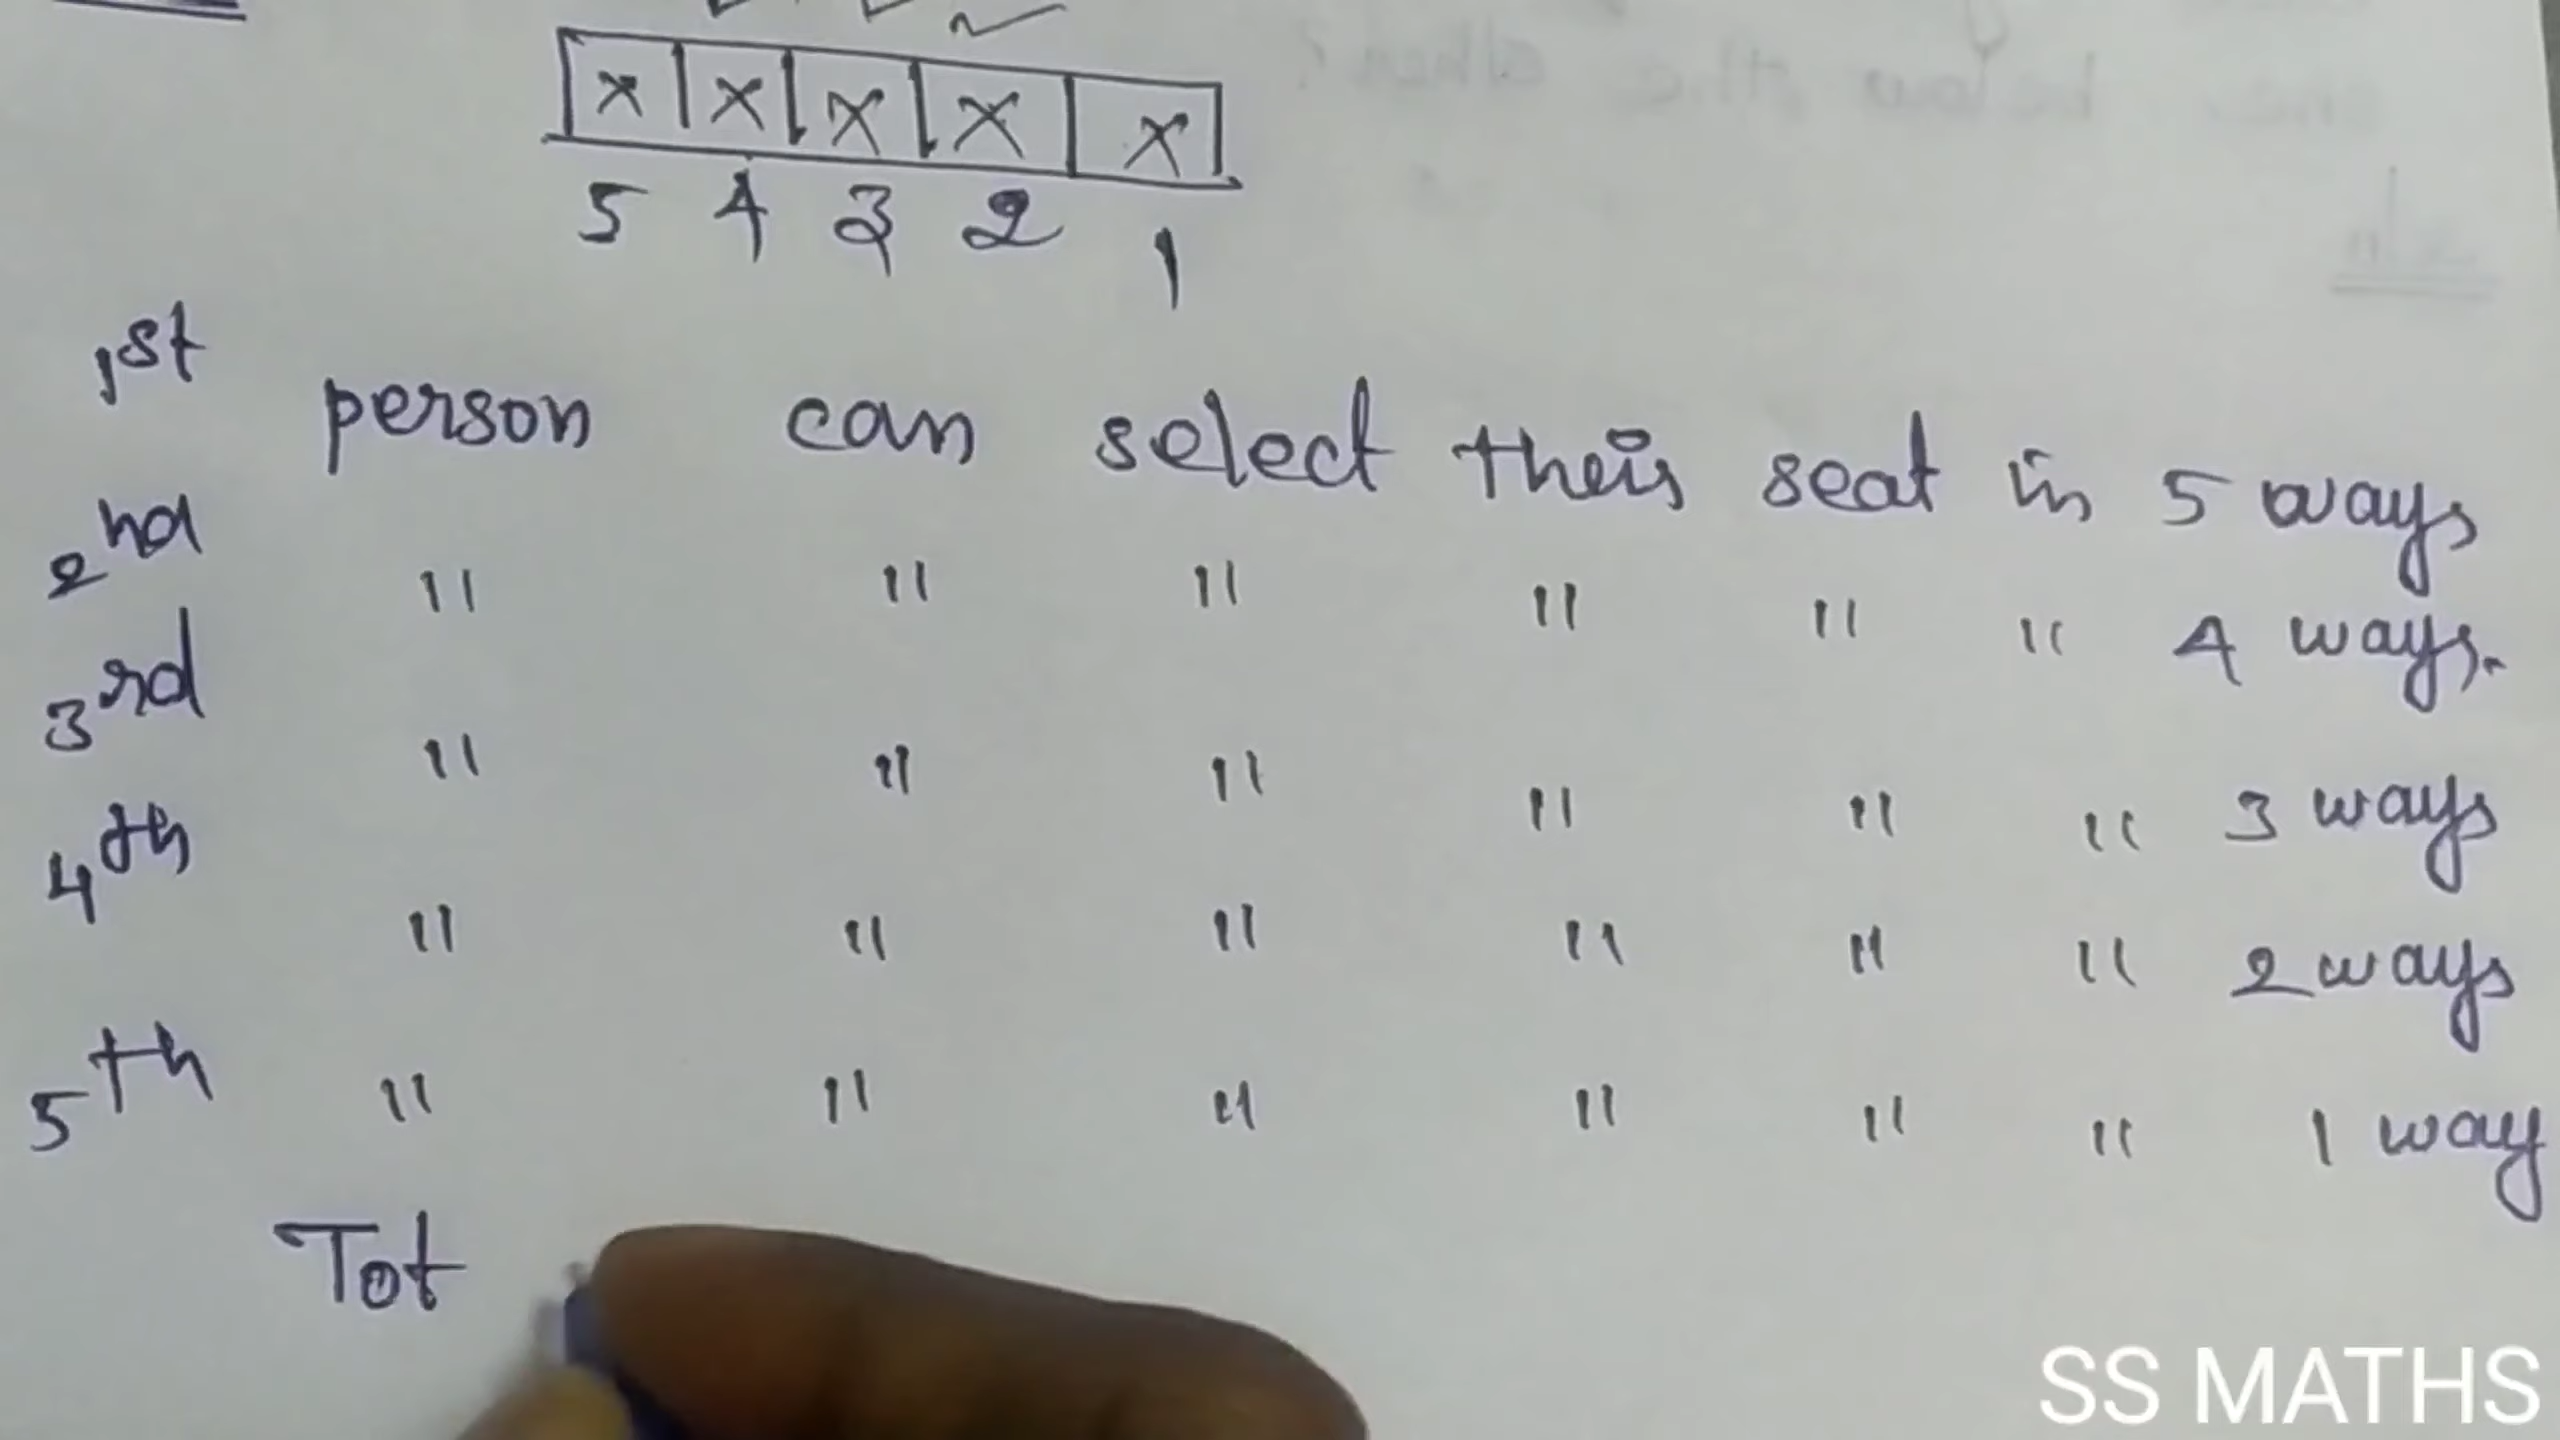 x x x x x
5 4 3 2 1
1st person can select their seat in 5 ways
2nd " " " " " " 4 ways.
3rd " " " " " " 3 ways
4th " " " " " " 2 ways
5th " " " " " " 1 way
Tot
SS MATHS